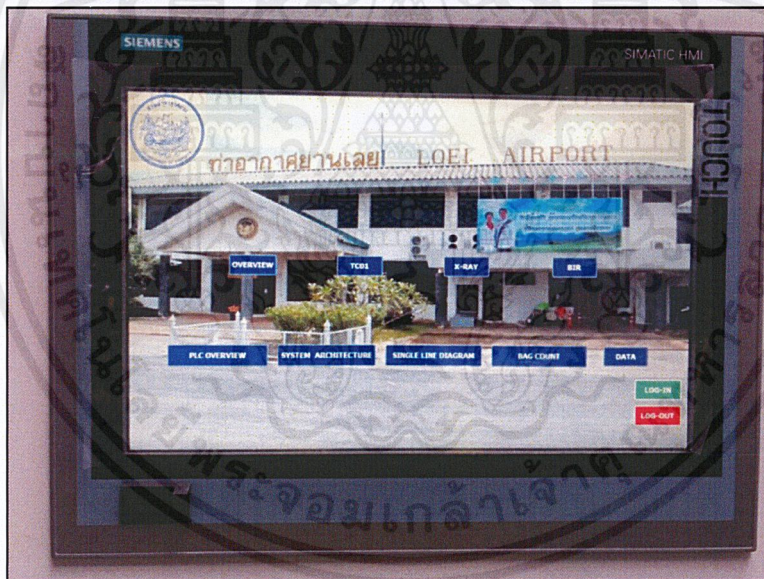 SIEMENS
SIMATIC HMI
TOUCH
ท่าอากาศยานเลย LOEI AIRPORT
OVERVIEW
TC01
X-RAY
BIR
PLC OVERVIEW
SYSTEM ARCHITECTURE
SINGLE LINE DIAGRAM
BAG COUNT
DATA
LOG-IN
LOG-OUT